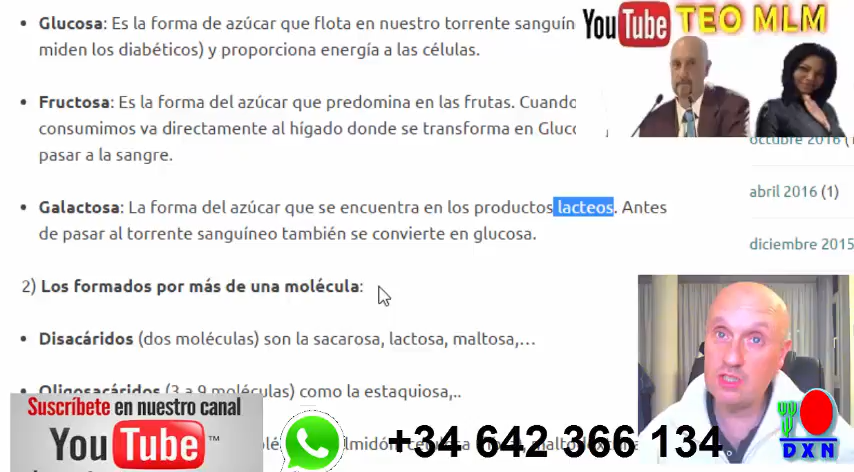 Glucosa: Es la forma de azúcar que flota en nuestro torrente sanguín
miden los diabéticos) y proporciona energía a las células.
YouTube TEO MLM
Fructosa: Es la forma del azúcar que predomina en las frutas. Cuando
consumimos va directamente al hígado donde se transforma en Gluco
pasar a la sangre.
octubre 2016 (1
Galactosa: La forma del azúcar que se encuentra en los productos lacteos. Antes
de pasar al torrente sanguíneo también se convierte en glucosa.
abril 2016 (1)
diciembre 2015
2) Los formados por más de una molécula:
Disacáridos (dos moléculas) son la sacarosa, lactosa, maltosa,...
Oligosacáridos (3 a 9 moléculas) como la estaquiosa,..
Suscríbete en nuestro canal
YouTube™
+34 642 366 134
DXN